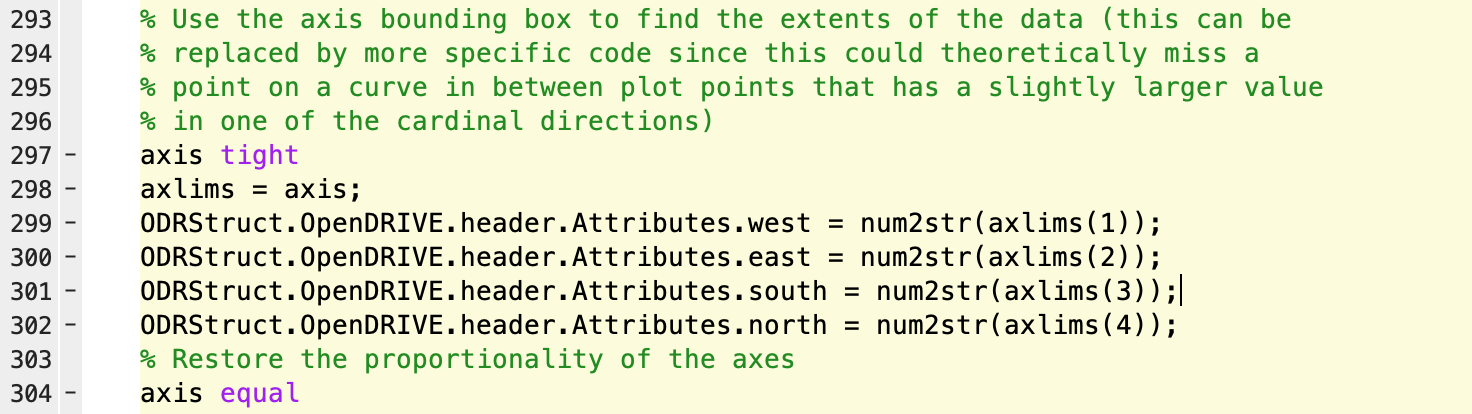 293 % Use the axis bounding box to find the extents of the data (this can be
294 % replaced by more specific code since this could theoretically miss a
295 % point on a curve in between plot points that has a slightly larger value
296 % in one of the cardinal directions)
297 - axis tight
298 - axlims = axis;
299 - ODRStruct.OpenDRIVE.header.Attributes.west = num2str(axlims(1));
300 - ODRStruct.OpenDRIVE.header.Attributes.east = num2str(axlims(2));
301 - ODRStruct.OpenDRIVE.header.Attributes.south = num2str(axlims(3));
302 - ODRStruct.OpenDRIVE.header.Attributes.north = num2str(axlims(4));
303 % Restore the proportionality of the axes
304 - axis equal